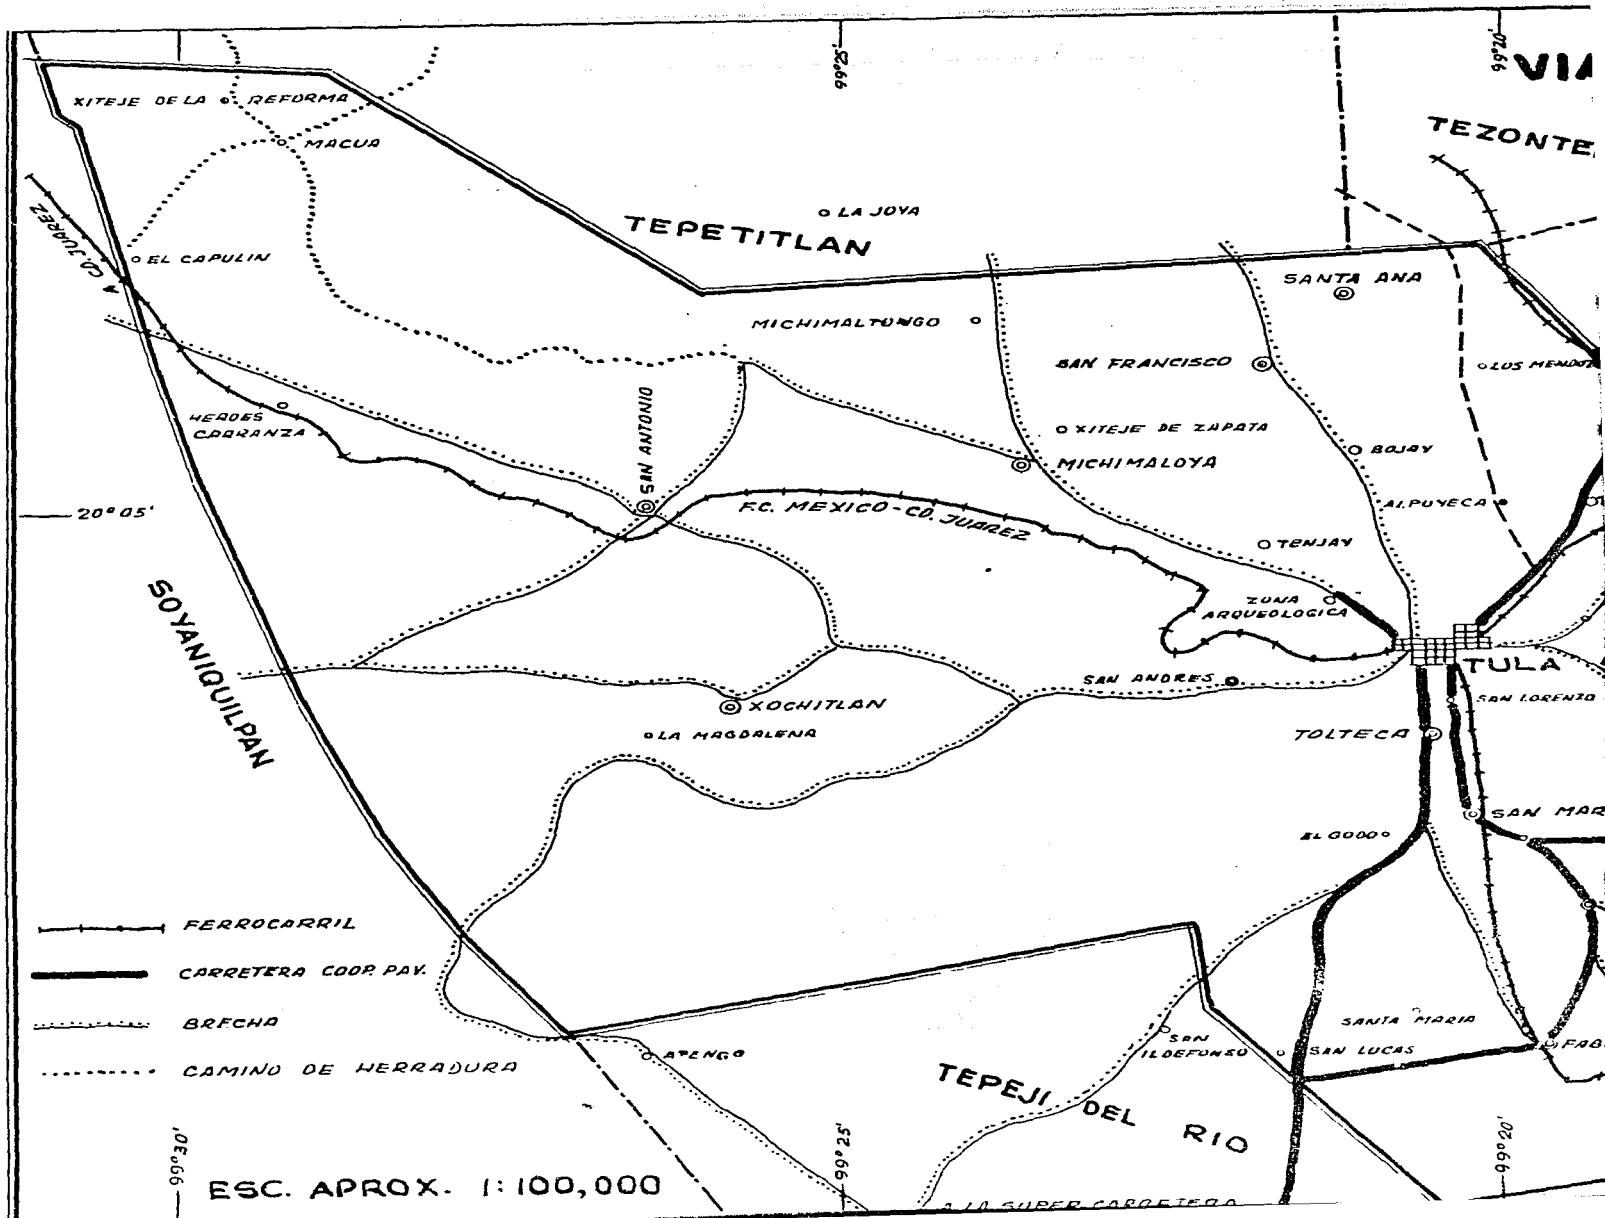 99°25'
99°20'
VIA
TEZONTE
XITEJE DE LA REFORMA
MACUA
LA JOYA
TEPETITLAN
A CD. JUAREZ
EL CAPULIN
SANTA ANA
MICHIMALTONGO
SAN FRANCISCO
LOS MENDOZ
HEROES
CARRANZA
SAN ANTONIO
XITEJE DE ZAPATA
BOJAY
MICHIMALOYA
20°05'
F.C. MEXICO-CD. JUAREZ
ALPUYECA
TENJAY
ZONA
ARQUEOLOGICA
SOYANIQUILPAN
TULA
SAN ANDRES
SAN LORENZO
XOCHITLAN
LA MAGDALENA
TOLTECA
SAN MAR
EL GODO
FERROCARRIL
CARRETERA COOP. PAV.
BRECHA
CAMINO DE HERRADURA
SANTA MARIA
SAN
ILDEFONSO
SAN LUCAS
FAB
ATENGO
TEPEJI DEL RIO
99°30'
99°25'
99°20'
ESC. APROX. 1:100,000
A LA SUPER CARRETERA